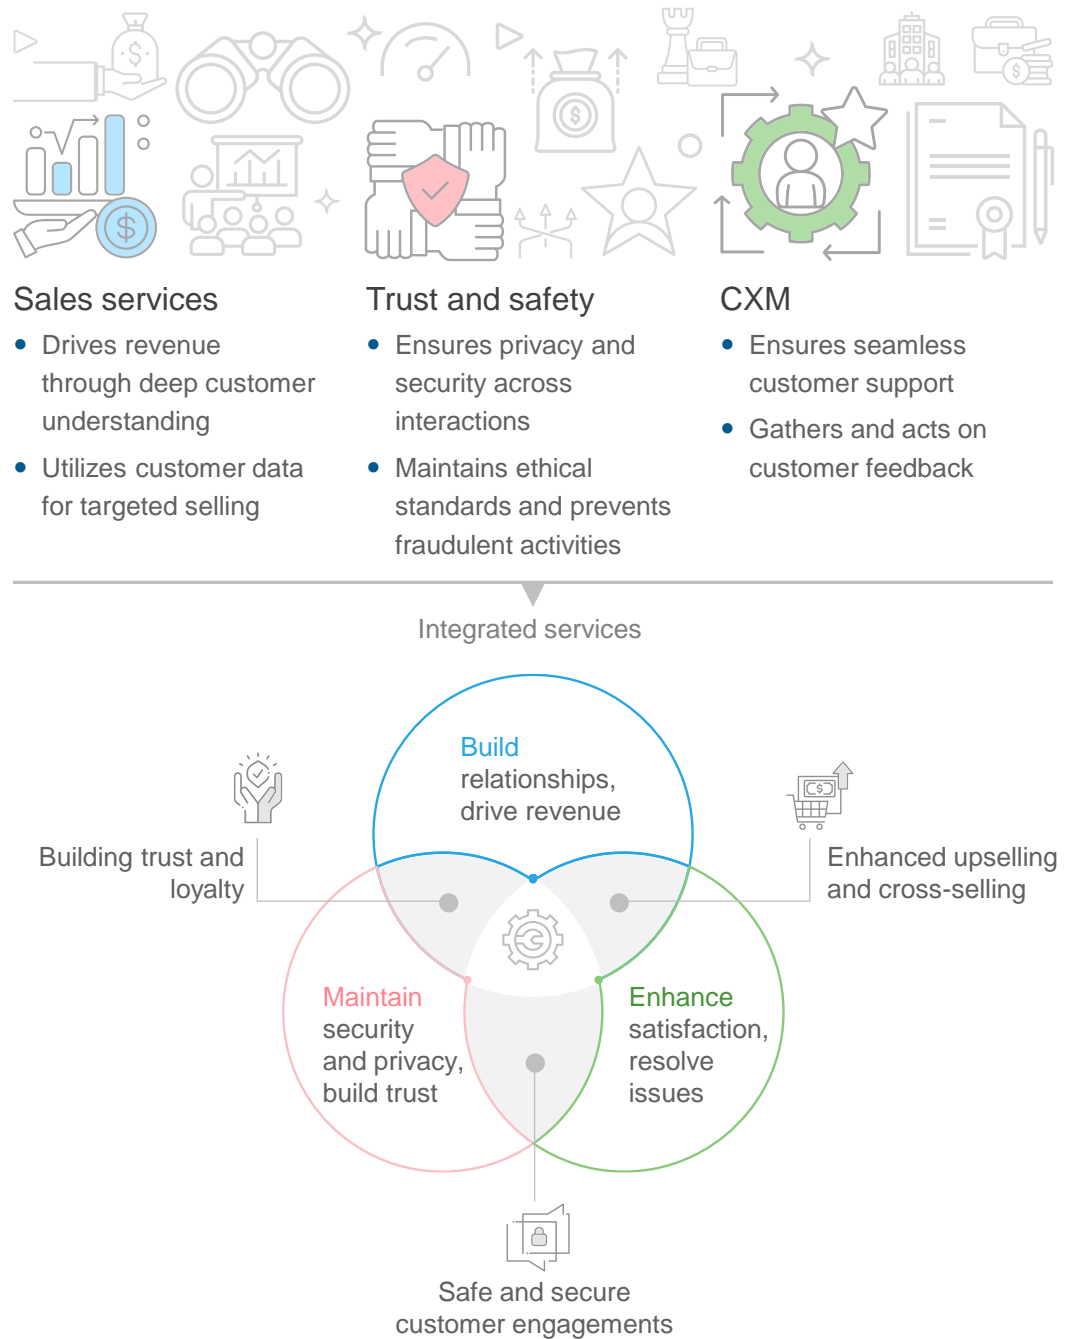 Sales services
• Drives revenue
through deep customer
understanding
• Utilizes customer data
for targeted selling
Trust and safety
• Ensures privacy and
security across
interactions
• Maintains ethical
standards and prevents
fraudulent activities
CXM
• Ensures seamless
customer support
• Gathers and acts on
customer feedback
Integrated services
Build
relationships,
drive revenue
Building trust and
loyalty
Enhanced upselling
and cross-selling
Maintain
security
and privacy,
build trust
Enhance
satisfaction,
resolve
issues
Safe and secure
customer engagements